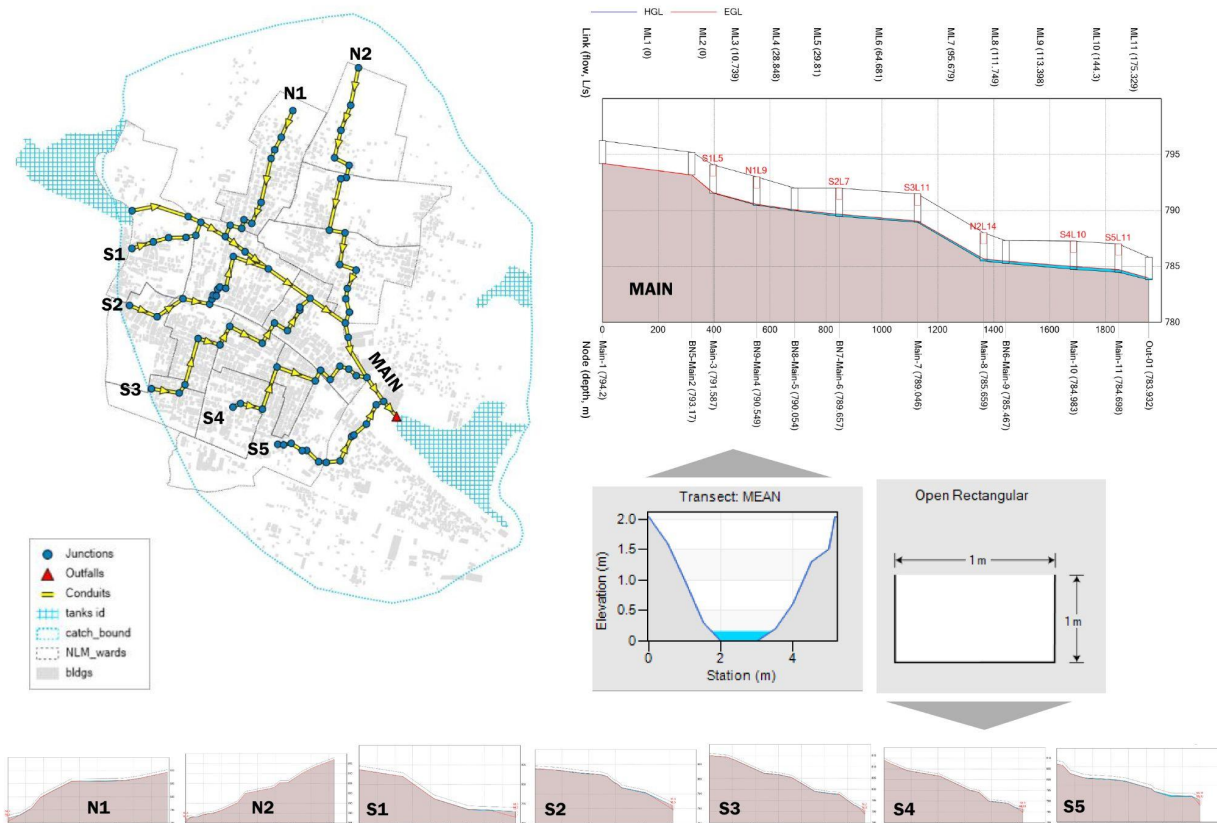 N2
N1
S1
S2
S3
S4
S5
MAIN
Junctions
Outfalls
Conduits
tanks id
catch_bound
NLM_wards
bldgs
HGL
EGL
Link (flow, L/s)
ML1 (0)
ML2 (0)
ML3 (10.739)
ML4 (28.848)
ML5 (29.81)
ML6 (64.681)
ML7 (95.679)
ML8 (111.749)
ML9 (113.398)
ML10 (144.3)
ML11 (175.329)
795
790
785
780
S1L5
N1L9
S2L7
S3L11
N2L14
S4L10
S5L11
MAIN
0
200
400
600
800
1000
1200
1400
1600
1800
Node (depth, m)
Main-1 (794.2)
BN5-Main2 (793.17)
Main-3 (791.587)
BN9-Main-4 (790.549)
BN8-Main-5 (790.054)
BN7-Main-6 (789.657)
Main-7 (789.046)
Main-8 (785.659)
BN6-Main-9 (785.467)
Main-10 (784.983)
Main-11 (784.698)
Out-01 (783.932)
Transect: MEAN
Elevation (m)
2.0
1.5
1.0
0.5
0
0
2
4
Station (m)
Open Rectangular
1 m
1 m
N1
N2
S1
S2
S3
S4
S5